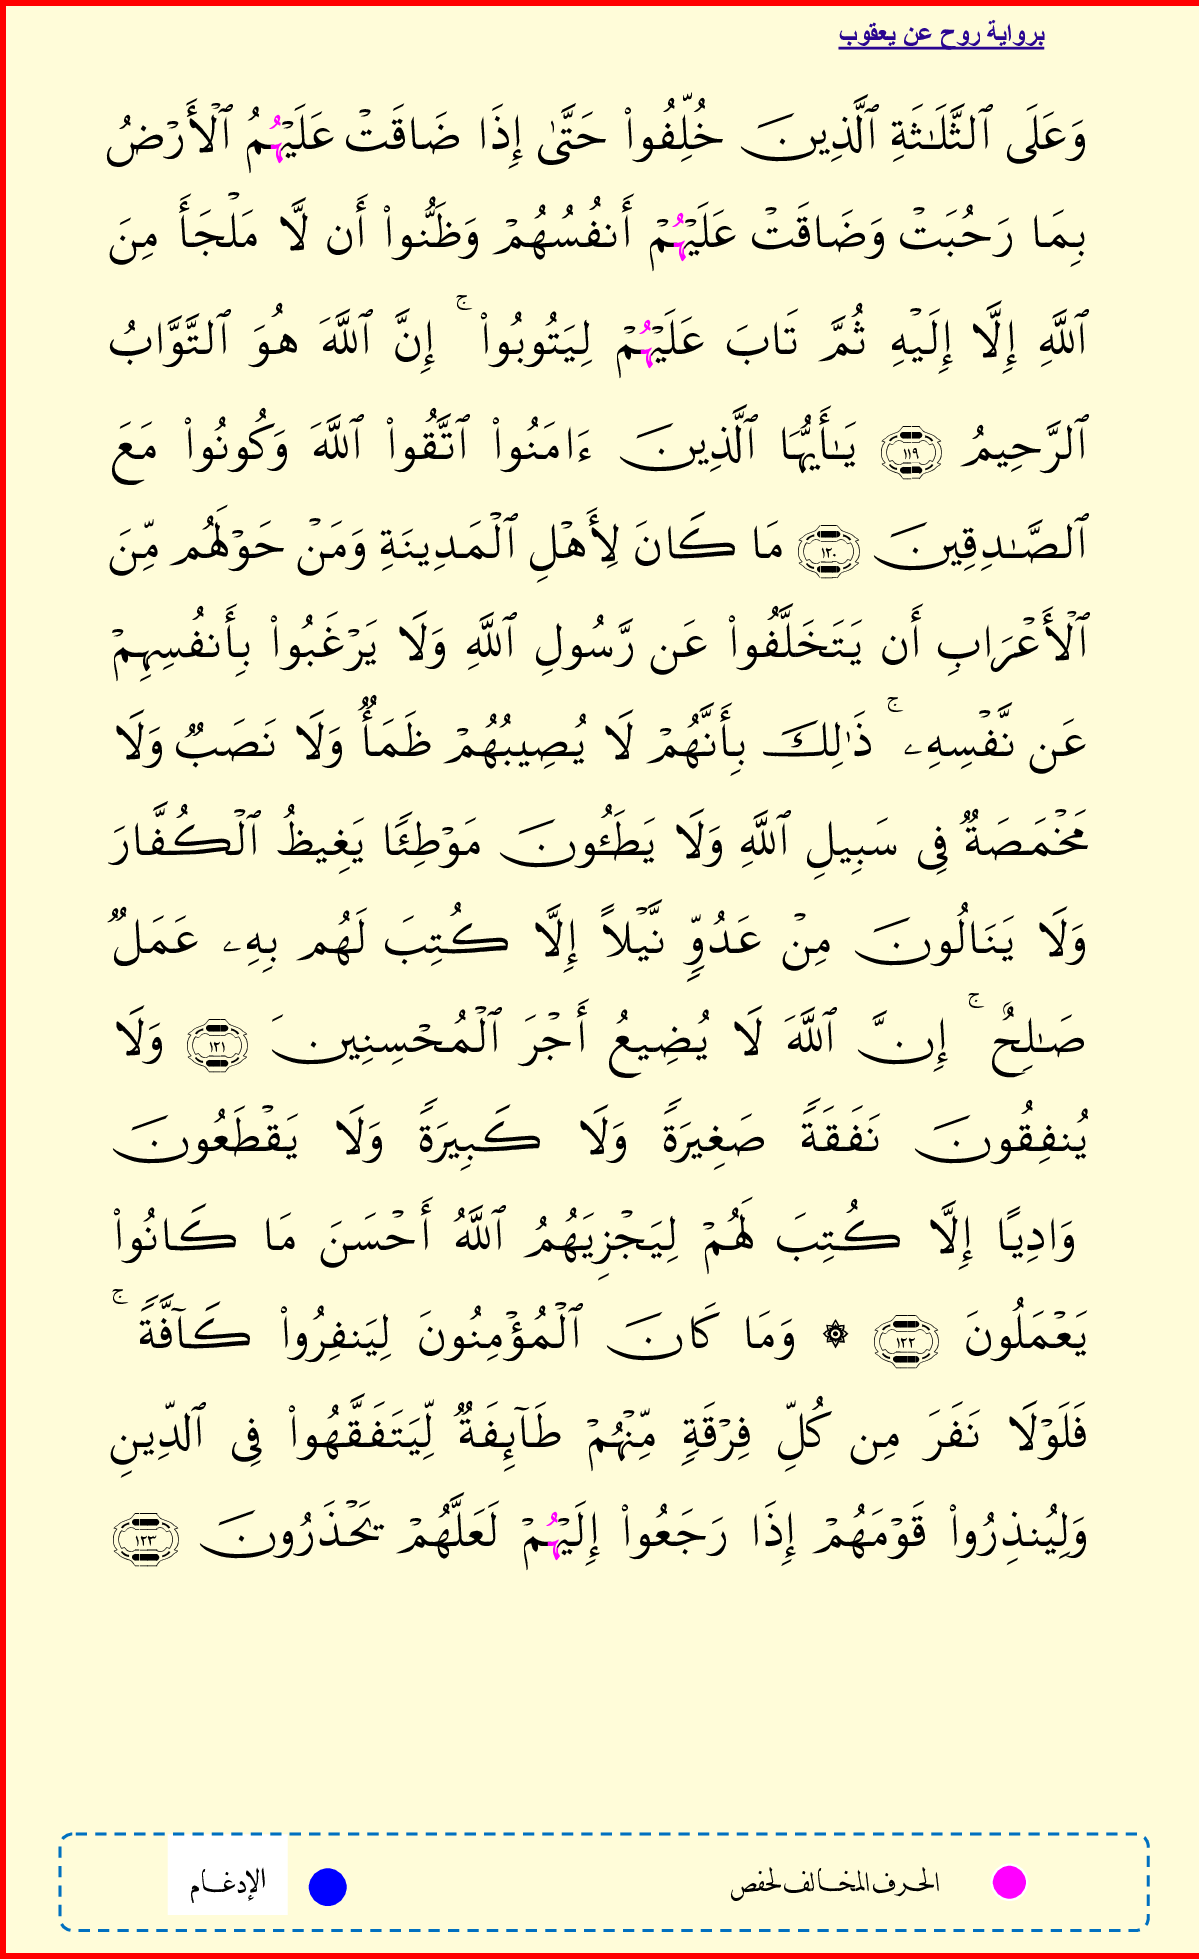 برواية روح عن يعقوب
وَعَلَى ٱلثَّلَٰثَةِ ٱلَّذِينَ خُلِّفُوا۟ حَتَّىٰ إِذَا ضَاقَتْ عَلَيْهُمُ ٱلْأَرْضُ
بِمَا رَحُبَتْ وَضَاقَتْ عَلَيْهُمْ أَنفُسُهُمْ وَظَنُّوا۟ أَن لَّا مَلْجَأَ مِنَ
ٱللَّهِ إِلَّا إِلَيْهِ ثُمَّ تَابَ عَلَيْهُمْ لِيَتُوبُوا۟ ۚ إِنَّ ٱللَّهَ هُوَ ٱلتَّوَّابُ
ٱلرَّحِيمُ ١١٩ يَٰأَيُّهَا ٱلَّذِينَ ءَامَنُوا۟ ٱتَّقُوا۟ ٱللَّهَ وَكُونُوا۟ مَعَ
ٱلصَّٰدِقِينَ ١٢٠ مَا كَانَ لِأَهْلِ ٱلْمَدِينَةِ وَمَنْ حَوْلَهُم مِّنَ
ٱلْأَعْرَابِ أَن يَتَخَلَّفُوا۟ عَن رَّسُولِ ٱللَّهِ وَلَا يَرْغَبُوا۟ بِأَنفُسِهِمْ
عَن نَّفْسِهِۦ ۚ ذَٰلِكَ بِأَنَّهُمْ لَا يُصِيبُهُمْ ظَمَأٌ وَلَا نَصَبٌ وَلَا
مَخْمَصَةٌ فِى سَبِيلِ ٱللَّهِ وَلَا يَطَـُٔونَ مَوْطِئًا يَغِيظُ ٱلْكُفَّارَ
وَلَا يَنَالُونَ مِنْ عَدُوٍّ نَّيْلًا إِلَّا كُتِبَ لَهُم بِهِۦ عَمَلٌ
صَٰلِحٌ ۚ إِنَّ ٱللَّهَ لَا يُضِيعُ أَجْرَ ٱلْمُحْسِنِينَ ١٢١ وَلَا
يُنفِقُونَ نَفَقَةً صَغِيرَةً وَلَا كَبِيرَةً وَلَا يَقْطَعُونَ
وَادِيًا إِلَّا كُتِبَ لَهُمْ لِيَجْزِيَهُمُ ٱللَّهُ أَحْسَنَ مَا كَانُوا۟
يَعْمَلُونَ ١٢٢ ۞ وَمَا كَانَ ٱلْمُؤْمِنُونَ لِيَنفِرُوا۟ كَآفَّةً ۚ
فَلَوْلَا نَفَرَ مِن كُلِّ فِرْقَةٍ مِّنْهُمْ طَآئِفَةٌ لِّيَتَفَقَّهُوا۟ فِى ٱلدِّينِ
وَلِيُنذِرُوا۟ قَوْمَهُمْ إِذَا رَجَعُوا۟ إِلَيْهُمْ لَعَلَّهُمْ يَحْذَرُونَ ١٢٣
الحرف المخالف لحفص
الإدغام